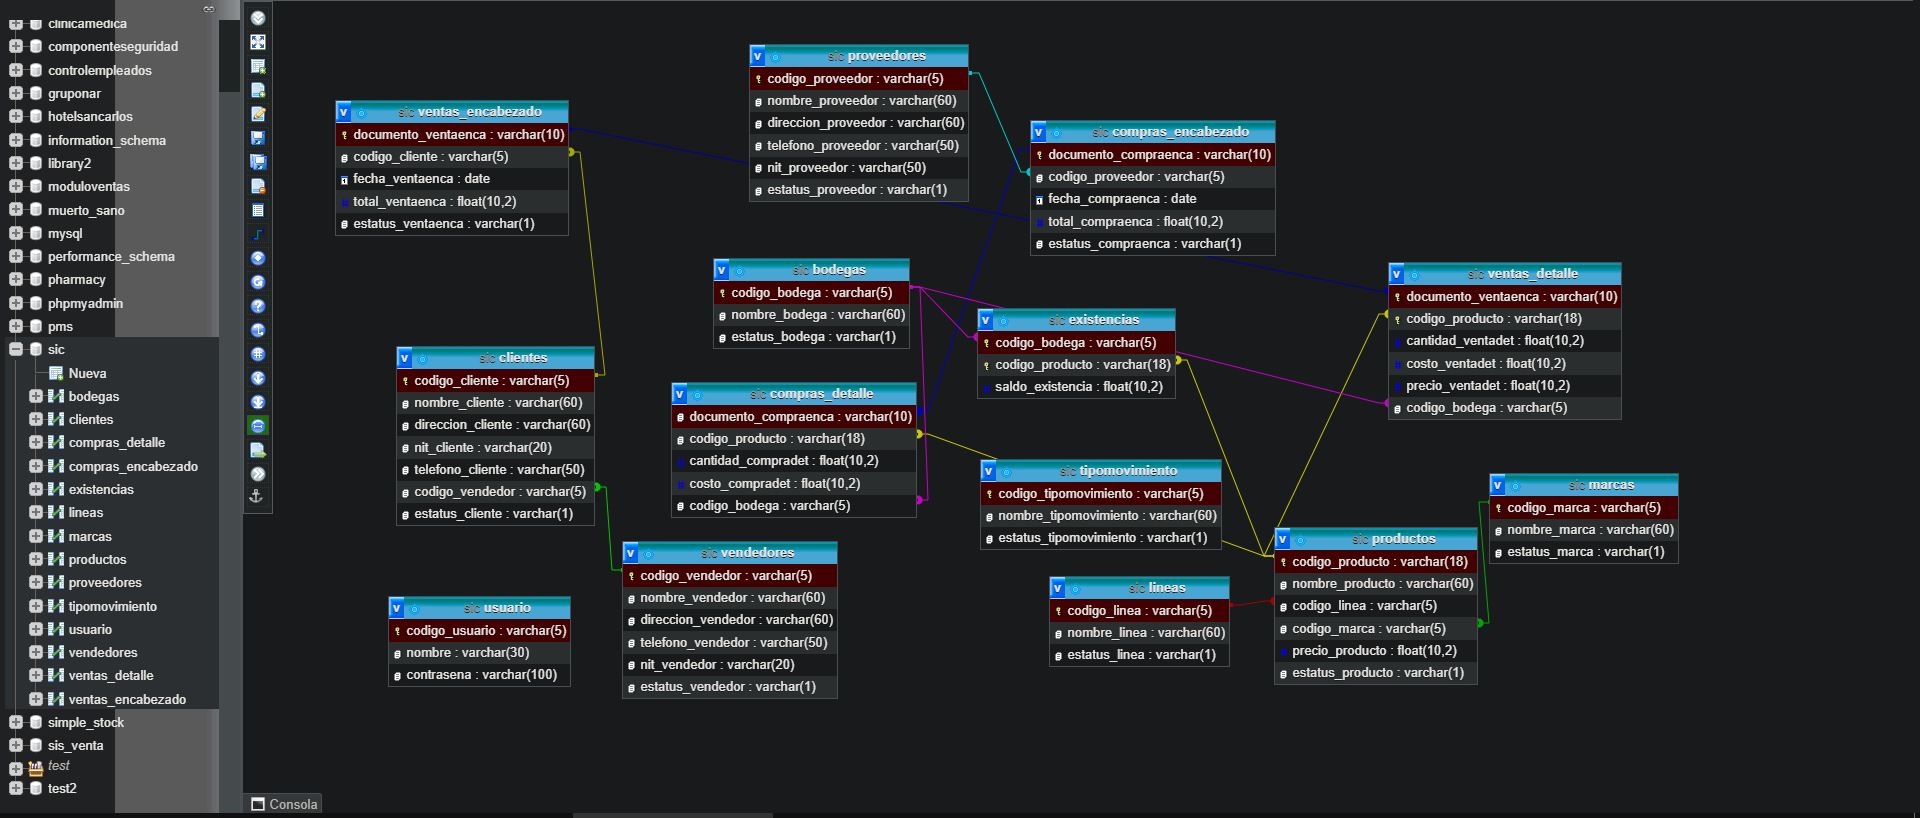 clinicamedica
componenteseguridad
controlempleados
gruponar
hotelsancarlos
information_schema
library2
moduloventas
muerto_sano
mysql
performance_schema
pharmacy
phpmyadmin
pms
sic
Nueva
bodegas
clientes
compras_detalle
compras_encabezado
existencias
lineas
marcas
productos
proveedores
tipomovimiento
usuario
vendedores
ventas_detalle
ventas_encabezado
simple_stock
sis_venta
test
test2
v sic ventas_encabezado
documento_ventaenca : varchar(10)
codigo_cliente : varchar(5)
fecha_ventaenca : date
total_ventaenca : float(10,2)
estatus_ventaenca : varchar(1)
v sic proveedores
codigo_proveedor : varchar(5)
nombre_proveedor : varchar(60)
direccion_proveedor : varchar(60)
telefono_proveedor : varchar(50)
nit_proveedor : varchar(50)
estatus_proveedor : varchar(1)
v sic compras_encabezado
documento_compraenca : varchar(10)
codigo_proveedor : varchar(5)
fecha_compraenca : date
total_compraenca : float(10,2)
estatus_compraenca : varchar(1)
v sic bodegas
codigo_bodega : varchar(5)
nombre_bodega : varchar(60)
estatus_bodega : varchar(1)
v sic ventas_detalle
documento_ventaenca : varchar(10)
codigo_producto : varchar(18)
cantidad_ventadet : float(10,2)
costo_ventadet : float(10,2)
precio_ventadet : float(10,2)
codigo_bodega : varchar(5)
v sic existencias
codigo_bodega : varchar(5)
codigo_producto : varchar(18)
saldo_existencia : float(10,2)
v sic clientes
codigo_cliente : varchar(5)
nombre_cliente : varchar(60)
direccion_cliente : varchar(60)
nit_cliente : varchar(20)
telefono_cliente : varchar(50)
codigo_vendedor : varchar(5)
estatus_cliente : varchar(1)
v sic compras_detalle
documento_compraenca : varchar(10)
codigo_producto : varchar(18)
cantidad_compradet : float(10,2)
costo_compradet : float(10,2)
codigo_bodega : varchar(5)
v sic tipomovimiento
codigo_tipomovimiento : varchar(5)
nombre_tipomovimiento : varchar(60)
estatus_tipomovimiento : varchar(1)
v sic marcas
codigo_marca : varchar(5)
nombre_marca : varchar(60)
estatus_marca : varchar(1)
v sic vendedores
codigo_vendedor : varchar(5)
nombre_vendedor : varchar(60)
direccion_vendedor : varchar(60)
telefono_vendedor : varchar(50)
nit_vendedor : varchar(20)
estatus_vendedor : varchar(1)
v sic productos
codigo_producto : varchar(18)
nombre_producto : varchar(60)
codigo_linea : varchar(5)
codigo_marca : varchar(5)
precio_producto : float(10,2)
estatus_producto : varchar(1)
v sic lineas
codigo_linea : varchar(5)
nombre_linea : varchar(60)
estatus_linea : varchar(1)
v sic usuario
codigo_usuario : varchar(5)
nombre : varchar(30)
contrasena : varchar(100)
Consola